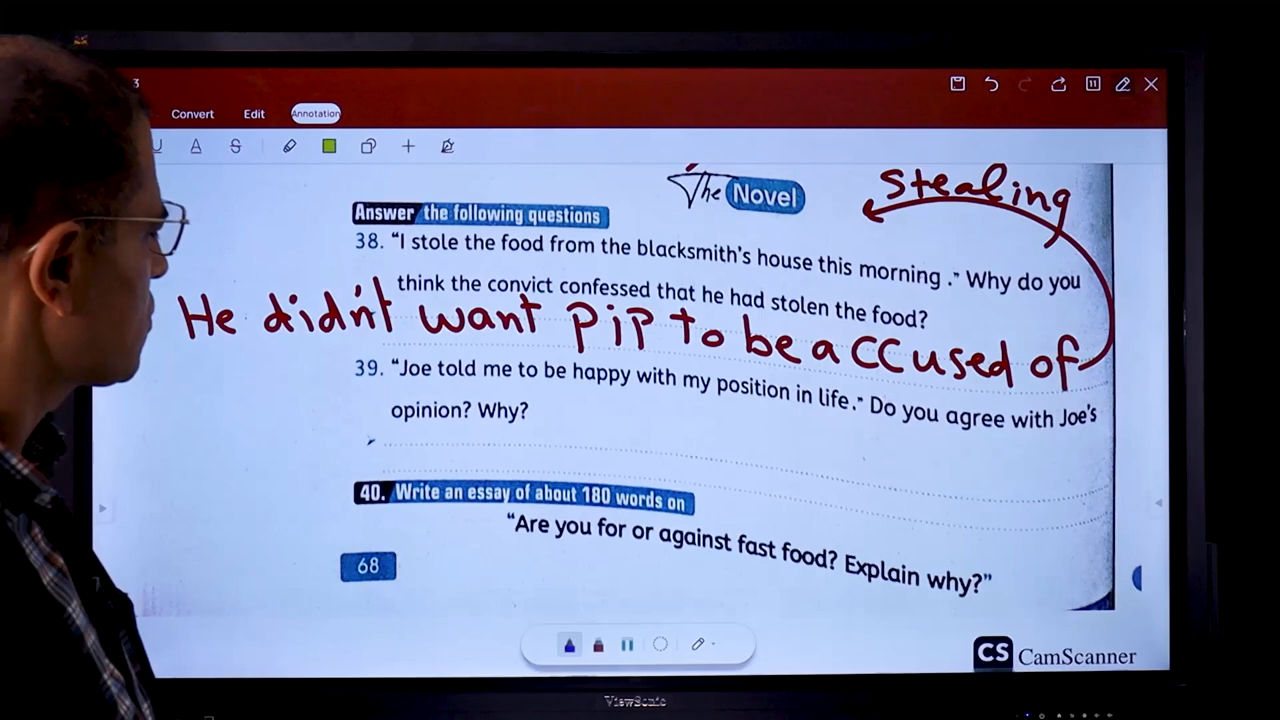 3
Convert Edit Annotation
U A S
The Novel
stealing
Answer the following questions
38. “I stole the food from the blacksmith’s house this morning .” Why do you
think the convict confessed that he had stolen the food?
He didn't want Pip to be accused of
39. “Joe told me to be happy with my position in life.” Do you agree with Joe’s
opinion? Why?
40. Write an essay of about 180 words on
“Are you for or against fast food? Explain why?”
68
CS CamScanner
ViewSonic